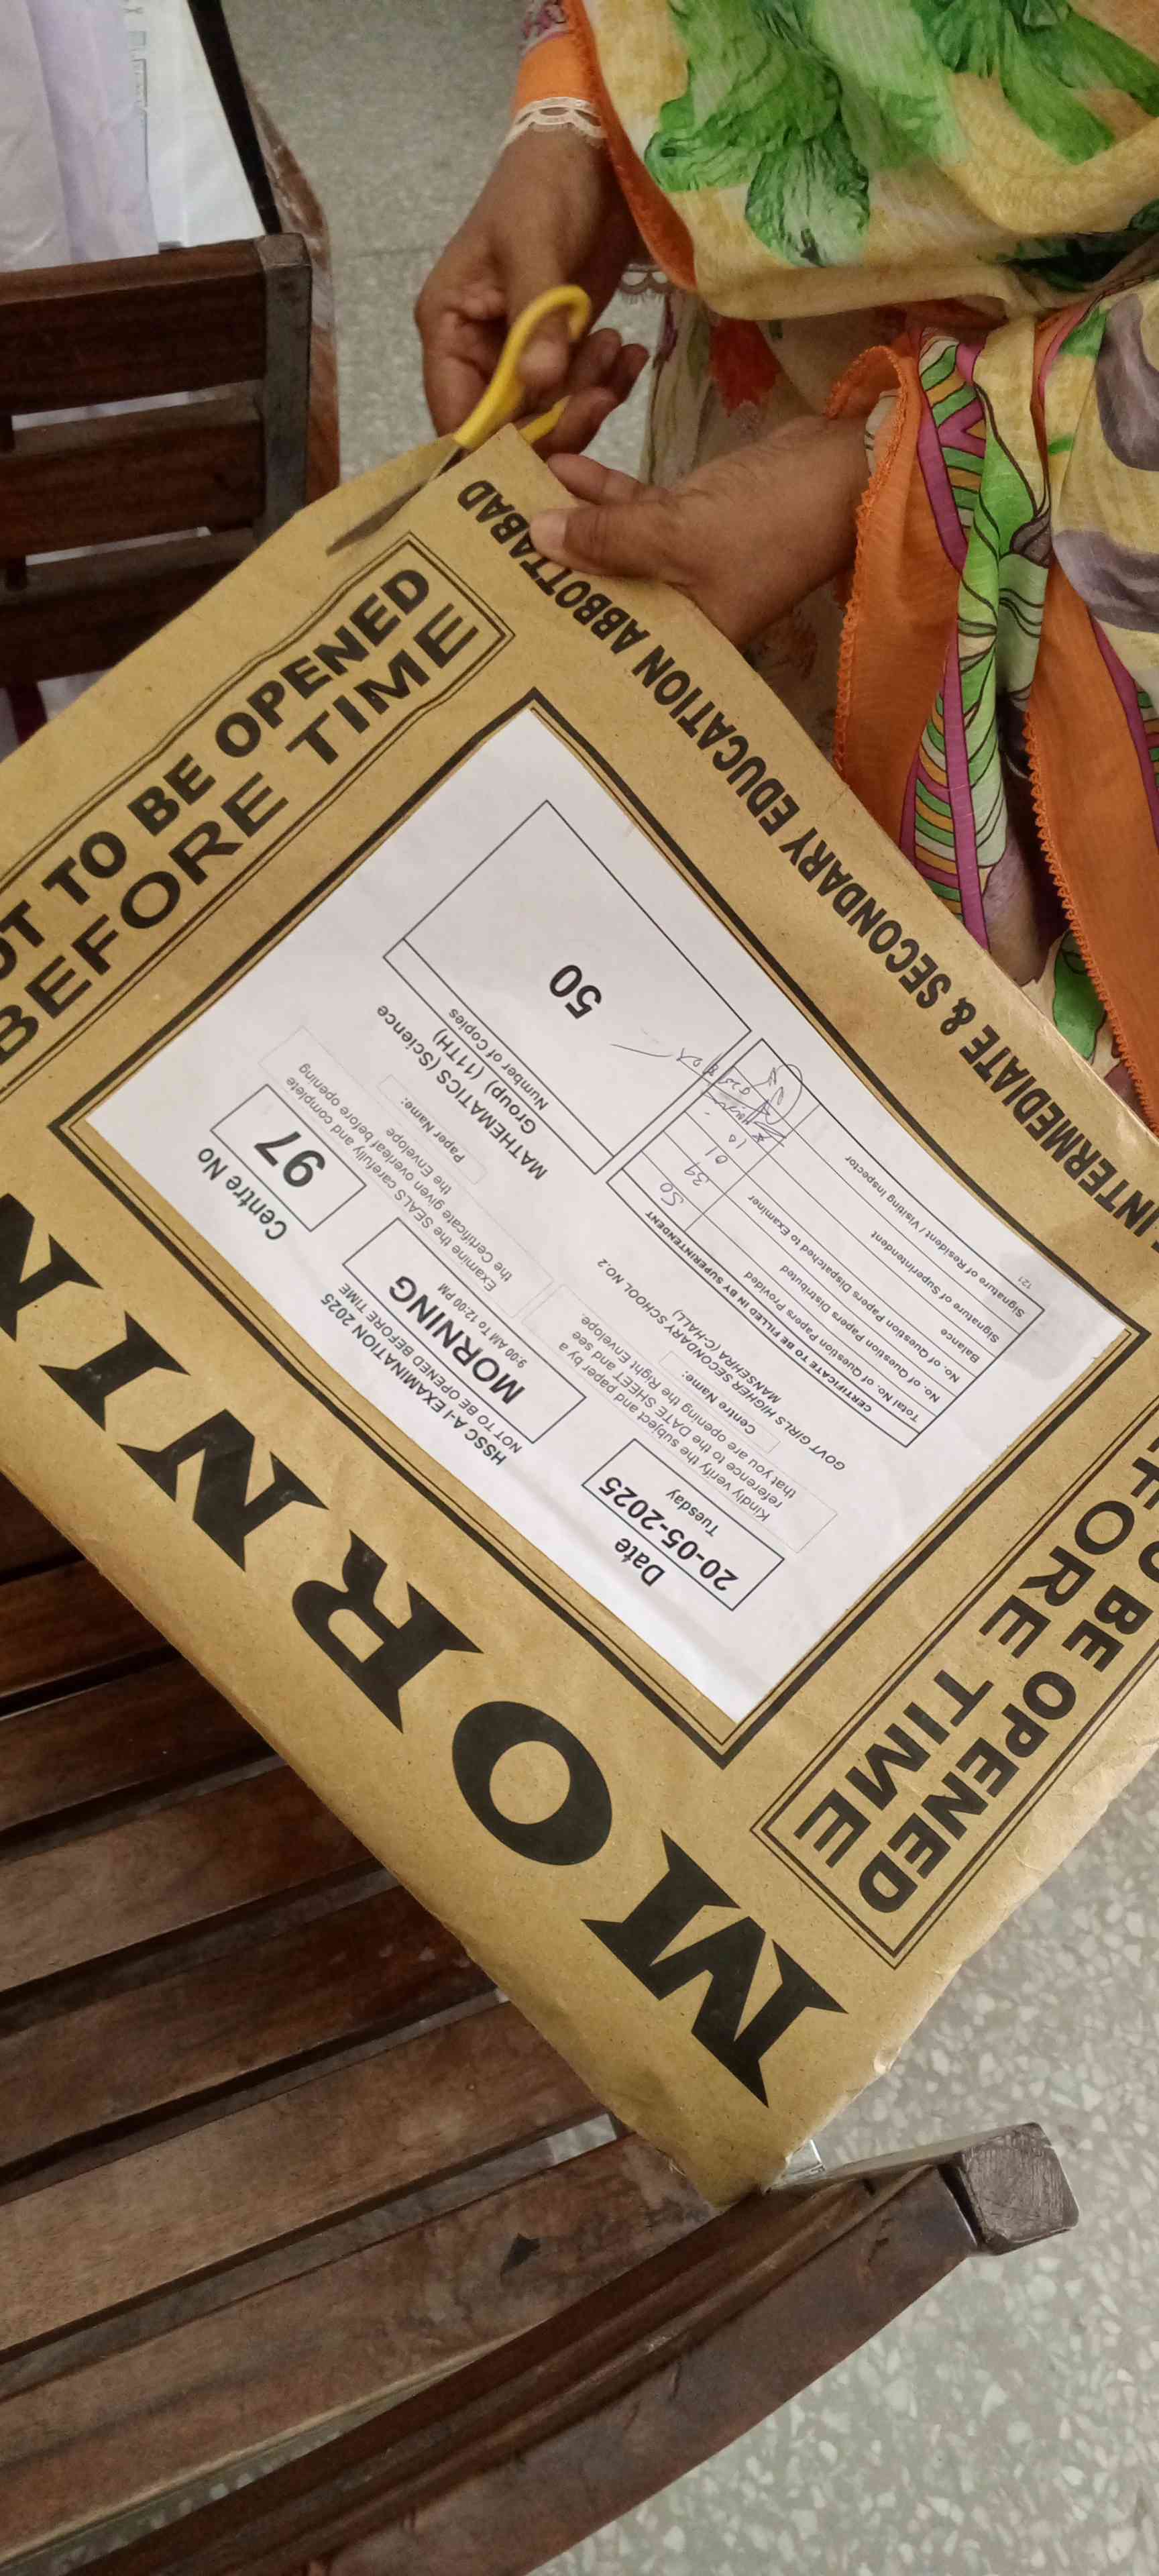 INTERMEDIATE & SECONDARY EDUCATION ABBOTTABAD
TO BE OPENED
BEFORE TIME
BE OPENED
FORE TIME
MORNIN
HSSC A-I EXAMINATION 2025
NOT TO BE OPENED BEFORE TIME
Date
20-05-2025
Tuesday
MORNING
9:00 AM To 12:00 PM
Centre No
97
Kindly verify the subject and paper by a
reference to the DATE SHEET and see
that you are opening the Right Envelope.
Examine the SEALS carefully and complete
the Certificate given overleaf before opening
the Envelope
Centre Name:
GOVT GIRLS HIGHER SECONDARY SCHOOL NO.2
MANSEHRA (C-HALL)
Paper Name:
MATHEMATICS (Science
Group) (11TH)
CERTIFICATE TO BE FILLED IN BY SUPERINTENDENT
Total No. of Question Papers Provided 50
No. of Question Papers Distributed 39
No. of Question Papers Dispatched to Examiner 01
Balance 10
Signature of Superintendent
Signature of Resident / Visiting Inspector
Number of Copies
50
121